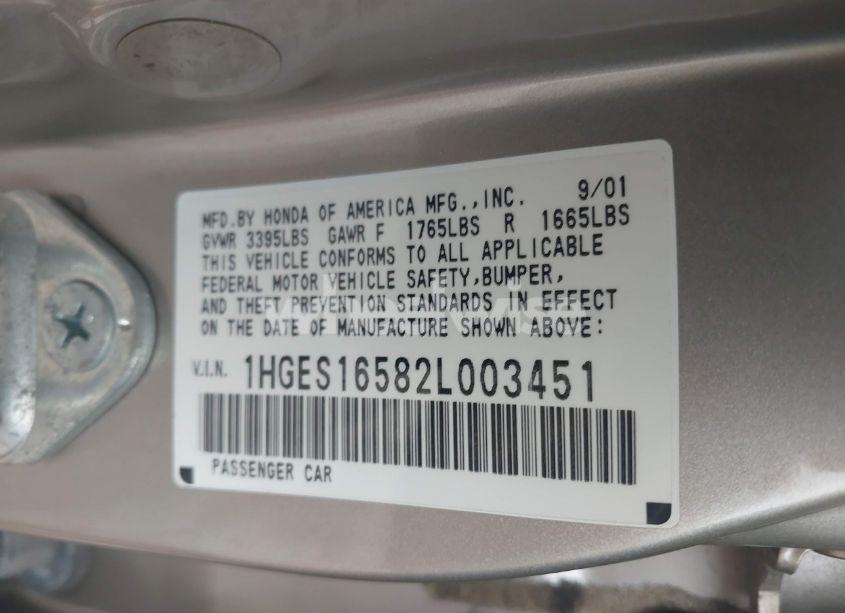 MFD.BY HONDA OF AMERICA MFG.,INC. 9/01
GVWR 3395LBS GAWR F 1765LBS R 1665LBS
THIS VEHICLE CONFORMS TO ALL APPLICABLE
FEDERAL MOTOR VEHICLE SAFETY,BUMPER,
AND THEFT PREVENTION STANDARDS IN EFFECT
ON THE DATE OF MANUFACTURE SHOWN ABOVE:
V.I.N. 1HGES16582L003451
PASSENGER CAR